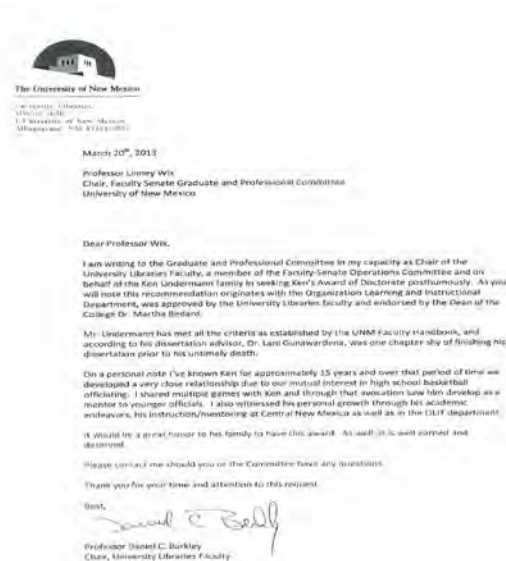 The University of New Mexico
March 20th, 2013
Professor Linney Wix
Chair, Faculty Senate Graduate and Professional Committee
University of New Mexico
Dear Professor Wix,
I am writing to the Graduate and Professional Committee in my capacity as Chair of the
University Libraries Faculty, a member of the Faculty Senate Operations Committee and on
behalf of the Ken Undermann family in seeking Ken's Award of Doctorate posthumously. As you
will note this recommendation originates with the Organization Learning and Instructional
Department, was approved by the University Libraries faculty and endorsed by the Dean of the
College Dr. Martha Bedard.
Mr. Undermann has met all the criteria as established by the UNM Faculty Handbook, and
according to his dissertation advisor, Dr. Lani Gunawardena, was one chapter shy of finishing his
dissertation prior to his untimely death.
On a personal note I've known Ken for approximately 15 years and over that period of time we
developed a very close relationship due to our mutual interest in high school basketball
officiating. I shared multiple games with Ken and through that avocation saw him develop as a
mentor to younger officials. I also witnessed his personal growth through his academic
endeavors, his instruction/mentoring at Central New Mexico as well as in the OLIT department.
It would be a great honor to his family to have this award. As well, it is well earned and
deserved.
Please contact me should you or the Committee have any questions.
Thank you for your time and attention to this request.
Best,
Professor Daniel C. Barkley
Chair, University Libraries Faculty